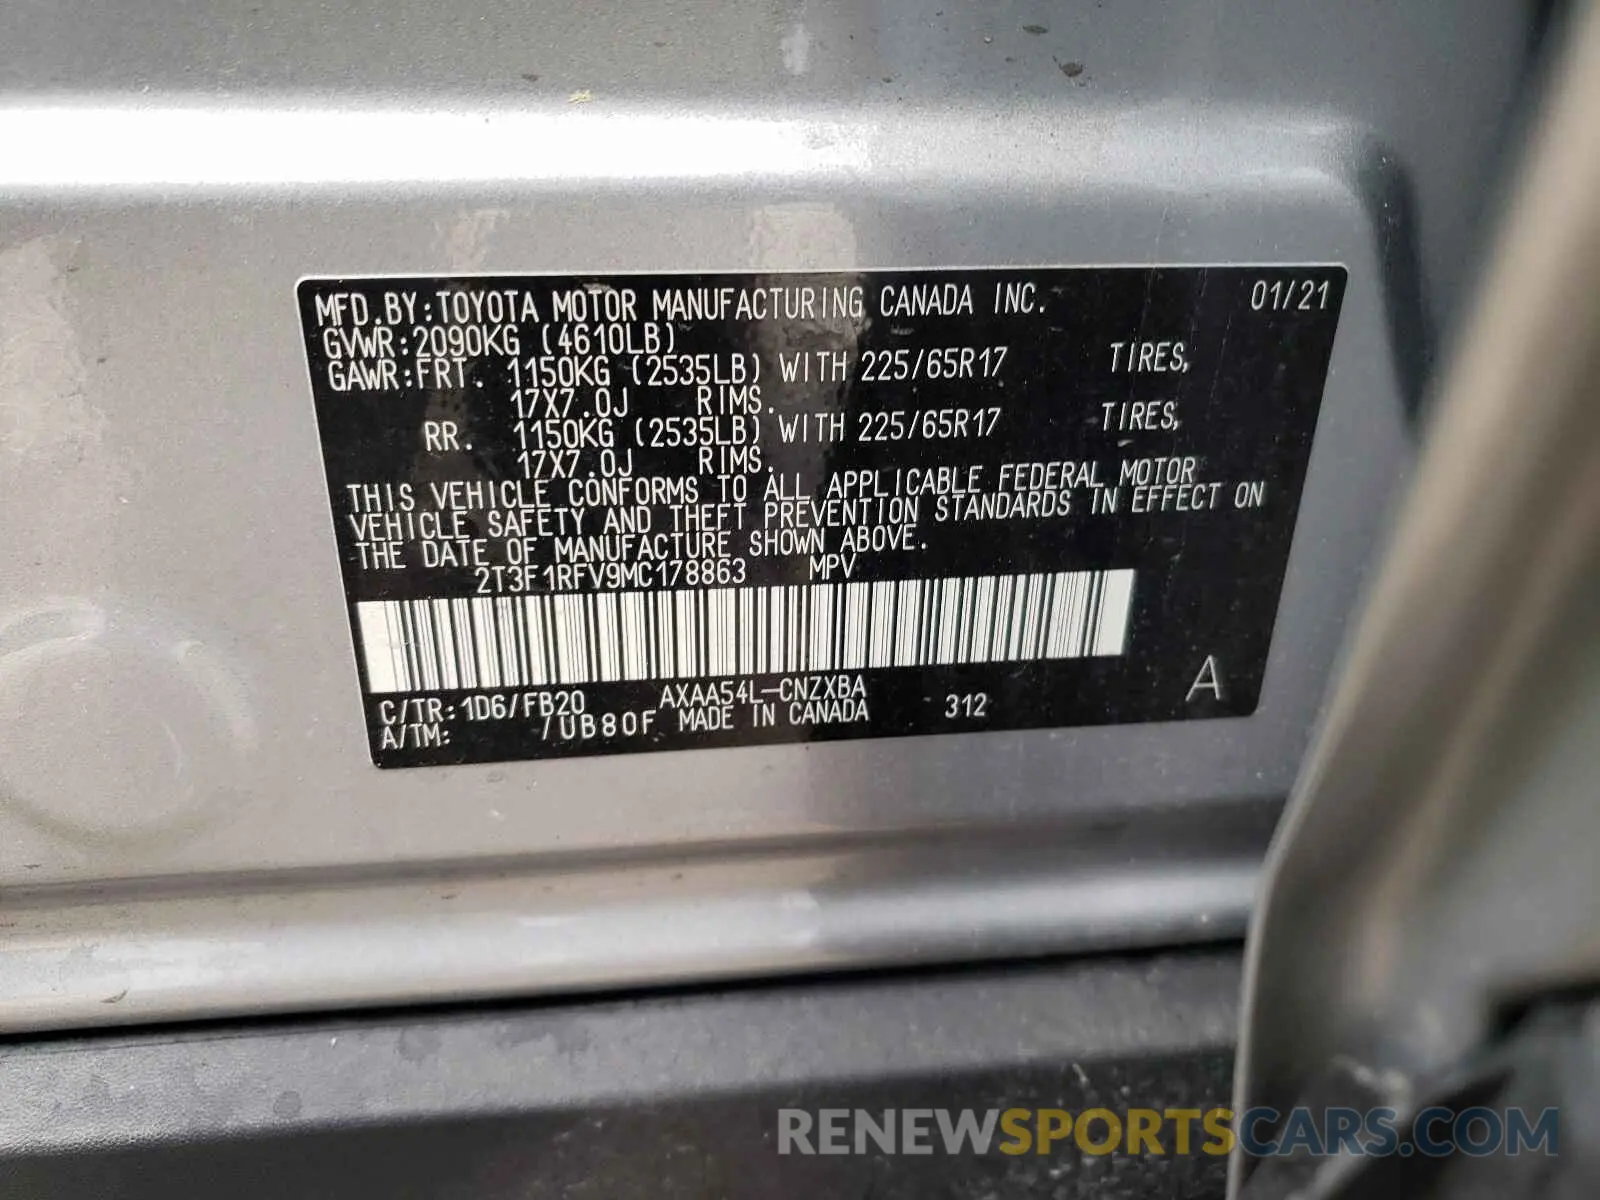 MFD.BY:TOYOTA MOTOR MANUFACTURING CANADA INC. 01/21
GVWR:2090KG (4610LB)
GAWR:FRT. 1150KG (2535LB) WITH 225/65R17 TIRES,
17X7.0J RIMS.
RR. 1150KG (2535LB) WITH 225/65R17 TIRES,
17X7.0J RIMS.
THIS VEHICLE CONFORMS TO ALL APPLICABLE FEDERAL MOTOR
VEHICLE SAFETY AND THEFT PREVENTION STANDARDS IN EFFECT ON
THE DATE OF MANUFACTURE SHOWN ABOVE.
2T3F1RFV9MC178863 MPV
C/TR:1D6/FB20 AXAA54L-CNZXBA 312 A
A/TM: /UB80F MADE IN CANADA
RENEWSPORTSCARS.COM